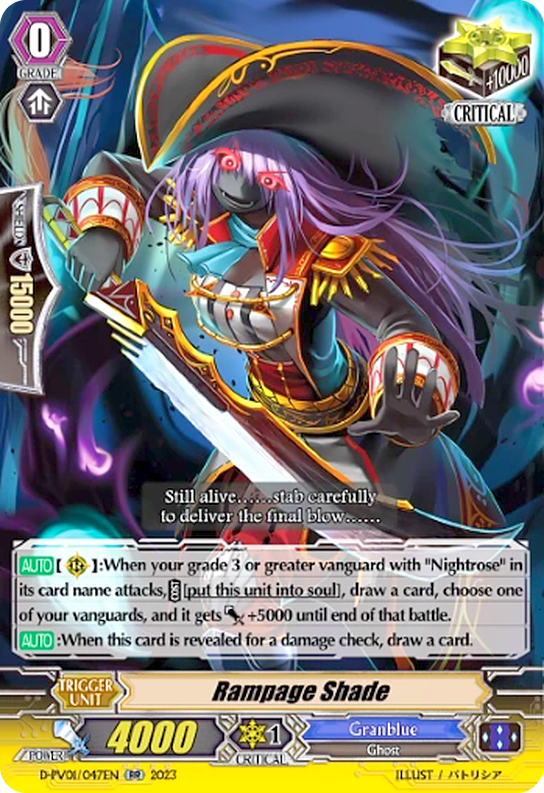 0
GRADE
+10000
CRITICAL
SHIELD
15000
Still alive......stab carefully
to deliver the final blow......
AUTO【 】:When your grade 3 or greater vanguard with "Nightrose" in
its card name attacks, [put this unit into soul], draw a card, choose one
of your vanguards, and it gets +5000 until end of that battle.
AUTO:When this card is revealed for a damage check, draw a card.
TRIGGER
UNIT
Rampage Shade
POWER
4000
1
CRITICAL
Granblue
Ghost
D-PV01/047EN RR 2023
ILLUST / パトリシア